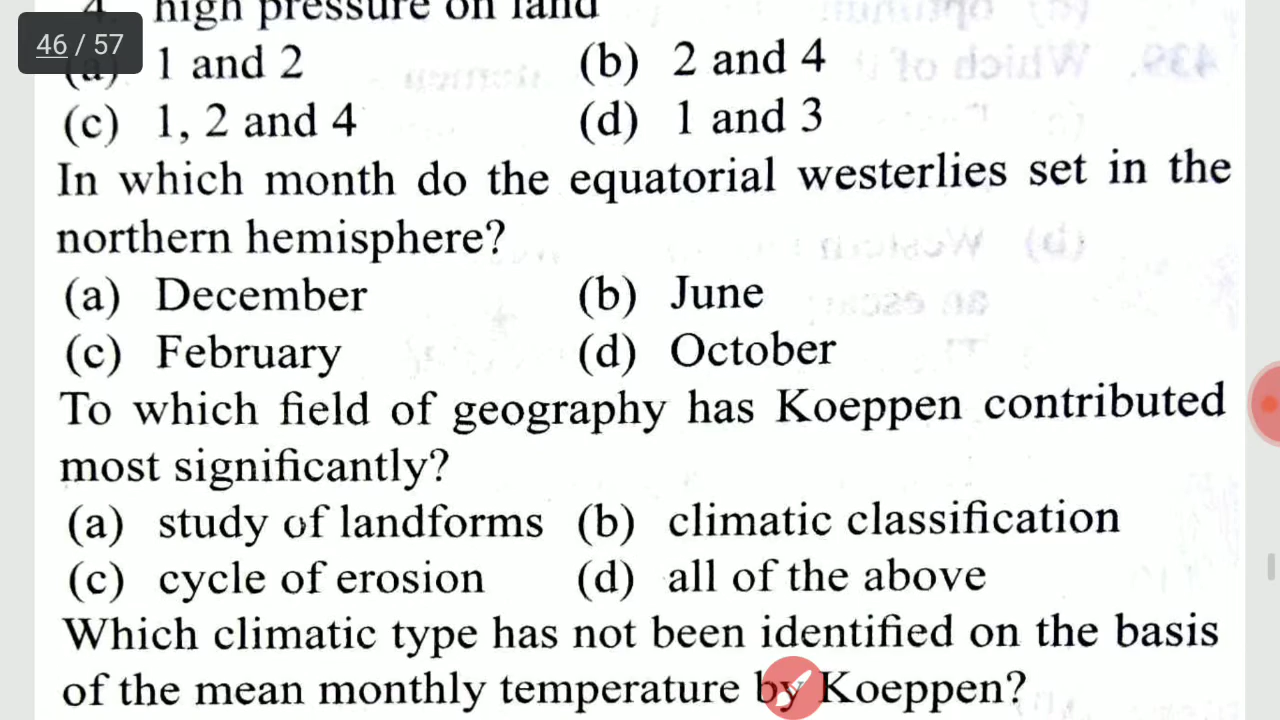 4. high pressure on land
46 / 57
(a) 1 and 2 (b) 2 and 4
(c) 1, 2 and 4 (d) 1 and 3
In which month do the equatorial westerlies set in the
northern hemisphere?
(a) December (b) June
(c) February (d) October
To which field of geography has Koeppen contributed
most significantly?
(a) study of landforms (b) climatic classification
(c) cycle of erosion (d) all of the above
Which climatic type has not been identified on the basis
of the mean monthly temperature by Koeppen?